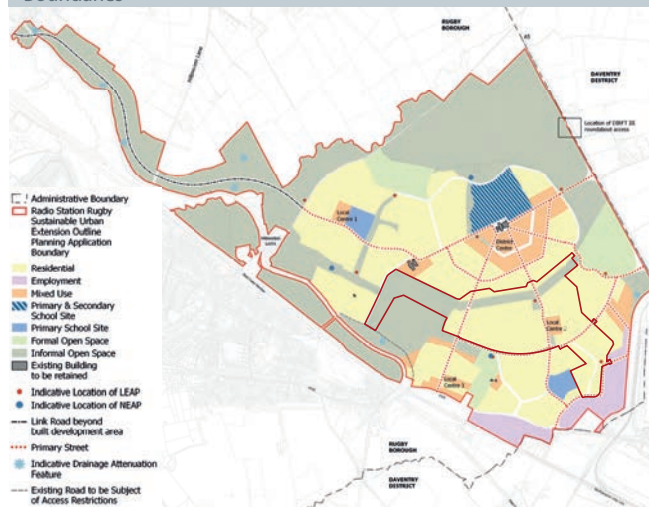 Boundaries
RUGBY
BOROUGH
A5
DAVENTRY
DISTRICT
Location of DIRFT III
roundabout access
Local
Centre 1
District
Centre
Local
Centre
Local
Centre 3
RUGBY
BOROUGH
DAVENTRY
DISTRICT
Administrative Boundary
Radio Station Rugby
Sustainable Urban
Extension Outline
Planning Application
Boundary
Residential
Employment
Mixed Use
Primary & Secondary
School Site
Primary School Site
Formal Open Space
Informal Open Space
Existing Building
to be retained
Indicative Location of LEAP
Indicative Location of NEAP
Link Road beyond
built development area
Primary Street
Indicative Drainage Attenuation
Feature
Existing Road to be Subject
of Access Restrictions